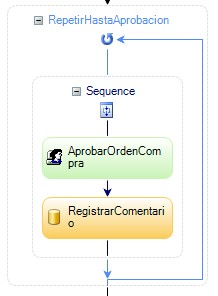 RepetirHastaAprobacion
Sequence
AprobarOrdenCom
pra
RegistrarComentari
o